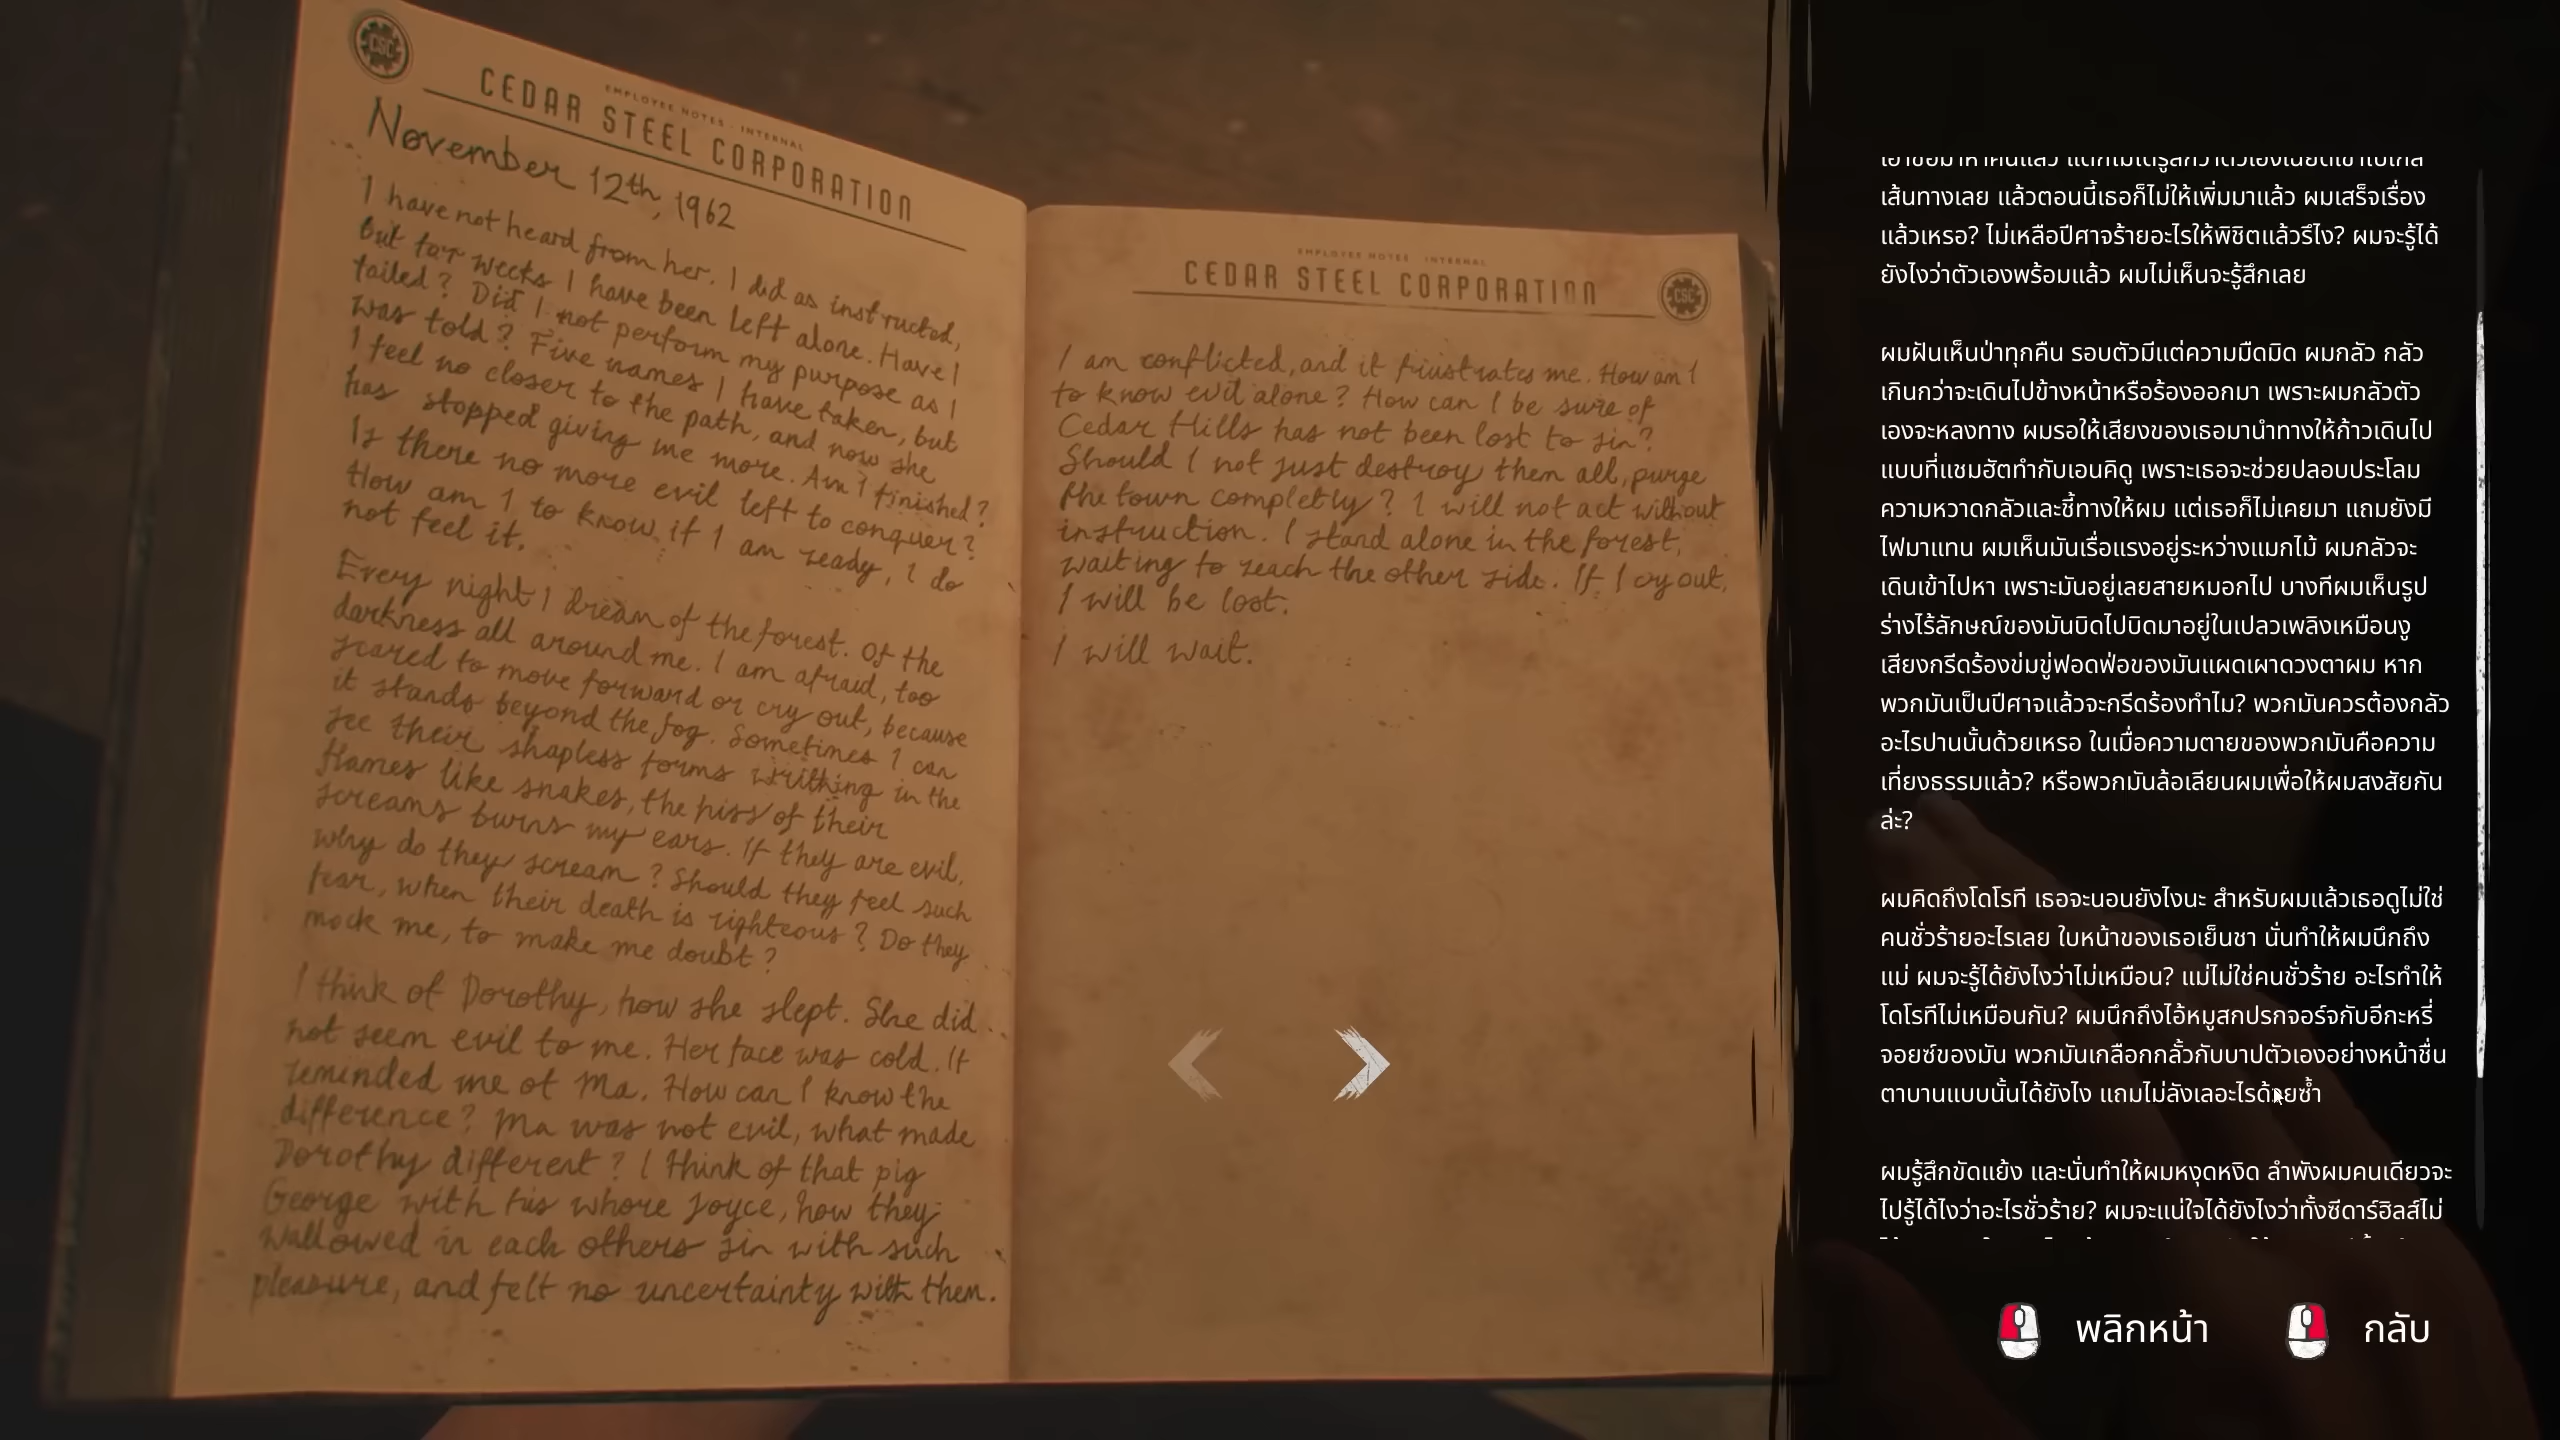 CSC
EMPLOYEE NOTES - INTERNAL
CEDAR STEEL CORPORATION
November 12th, 1962
I have not heard from her. I did as instructed,
but for weeks I have been left alone. Have I
failed? Did I not perform my purpose as I
was told? Five names I have taken, but
I feel no closer to the path, and now she
has stopped giving me more. Am I finished?
Is there no more evil left to conquer?
How am I to know if I am ready, I do
not feel it.
Every night I dream of the forest. Of the
darkness all around me. I am afraid, too
scared to move forward or cry out, because
it stands beyond the fog. Sometimes I can
see their shapless forms writhing in the
flames like snakes, the hiss of their
screams burns my ears. If they are evil,
why do they scream? Should they feel such
fear, when their death is righteous? Do they
mock me, to make me doubt?
I think of Dorothy, how she slept. She did
not seem evil to me. Her face was cold. It
reminded me of Ma. How can I know the
difference? Ma was not evil, what made
Dorothy different? I think of that pig
George with his whore Joyce, how they
wallowed in each others sin with such
pleasure, and felt no uncertainty with them.
EMPLOYEE NOTES - INTERNAL
CEDAR STEEL CORPORATION
CSC
I am conflicted, and it frustrates me. How am I
to know evil alone? How can I be sure of
Cedar Hills has not been lost to sin?
Should I not just destroy them all, purge
the town completly? I will not act without
instruction. I stand alone in the forest,
waiting to reach the other side. If I cry out,
I will be lost.
I will wait.
เส้นทางเลย แล้วตอนนี้เธอก็ไม่ให้เพิ่มมาแล้ว ผมเสร็จเรื่อง
แล้วเหรอ? ไม่เหลือปีศาจร้ายอะไรให้พิชิตแล้วรึไง? ผมจะรู้ได้
ยังไงว่าตัวเองพร้อมแล้ว ผมไม่เห็นจะรู้สึกเลย
ผมฝันเห็นป่าทุกคืน รอบตัวมีแต่ความมืดมิด ผมกลัว กลัว
เกินกว่าจะเดินไปข้างหน้าหรือร้องออกมา เพราะผมกลัวตัว
เองจะหลงทาง ผมรอให้เสียงของเธอมานำทางให้ก้าวเดินไป
แบบที่แชมฮัตทำกับเอนคิดู เพราะเธอจะช่วยปลอบประโลม
ความหวาดกลัวและชี้ทางให้ผม แต่เธอก็ไม่เคยมา แถมยังมี
ไฟมาแทน ผมเห็นมันเรื่อแรงอยู่ระหว่างแมกไม้ ผมกลัวจะ
เดินเข้าไปหา เพราะมันอยู่เลยสายหมอกไป บางทีผมเห็นรูป
ร่างไร้ลักษณ์ของมันบิดไปบิดมาอยู่ในเปลวเพลิงเหมือนงู
เสียงกรีดร้องข่มขู่ฟอดฟ่อของมันแผดเผาดวงตาผม หาก
พวกมันเป็นปีศาจแล้วจะกรีดร้องทำไม? พวกมันควรต้องกลัว
อะไรปานนั้นด้วยเหรอ ในเมื่อความตายของพวกมันคือความ
เที่ยงธรรมแล้ว? หรือพวกมันล้อเลียนผมเพื่อให้ผมสงสัยกัน
ล่ะ?
ผมคิดถึงโดโรที เธอจะนอนยังไงนะ สำหรับผมแล้วเธอดูไม่ใช่
คนชั่วร้ายอะไรเลย ใบหน้าของเธอเย็นชา นั่นทำให้ผมนึกถึง
แม่ ผมจะรู้ได้ยังไงว่าไม่เหมือน? แม่ไม่ใช่คนชั่วร้าย อะไรทำให้
โดโรทีไม่เหมือนกัน? ผมนึกถึงไอ้หมูสกปรกจอร์จกับอีกะหรี่
จอยซ์ของมัน พวกมันเกลือกกลั้วกับบาปตัวเองอย่างหน้าชื่น
ตาบานแบบนั้นได้ยังไง แถมไม่ลังเลอะไรด้วยซ้ำ
ผมรู้สึกขัดแย้ง และนั่นทำให้ผมหงุดหงิด ลำพังผมคนเดียวจะ
ไปรู้ได้ไงว่าอะไรชั่วร้าย? ผมจะแน่ใจได้ยังไงว่าทั้งซีดาร์ฮิลส์ไม่
พลิกหน้า
กลับ